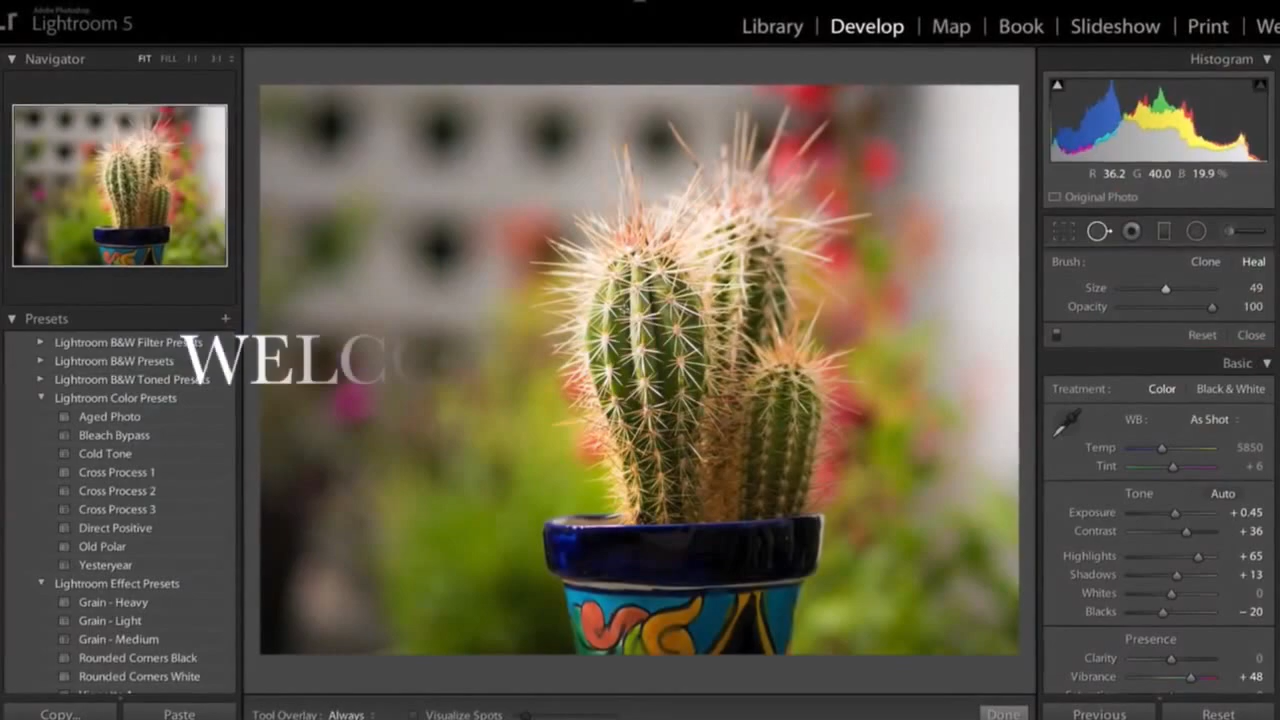 Adobe Photoshop
Lightroom 5
Library | Develop | Map | Book | Slideshow | Print | We
Navigator FIT FILL 1:1
Histogram
R 36.2 G 40.0 B 19.9 %
Original Photo
Brush : Clone Heal
Size 49
Opacity 100
Reset Close
Presets +
Lightroom B&W Filter Presets
Lightroom B&W Presets
Lightroom B&W Toned Presets
Lightroom Color Presets
Aged Photo
Bleach Bypass
Cold Tone
Cross Process 1
Cross Process 2
Cross Process 3
Direct Positive
Old Polar
Yesteryear
Lightroom Effect Presets
Grain - Heavy
Grain - Light
Grain - Medium
Rounded Corners Black
Rounded Corners White
WELCO
Basic
Treatment : Color Black & White
WB : As Shot
Temp 5850
Tint + 6
Tone Auto
Exposure + 0.45
Contrast + 36
Highlights + 65
Shadows + 13
Whites 0
Blacks – 20
Presence
Clarity 0
Vibrance + 48
Copy... Paste
Tool Overlay : Always Visualize Spots Done
Previous Reset